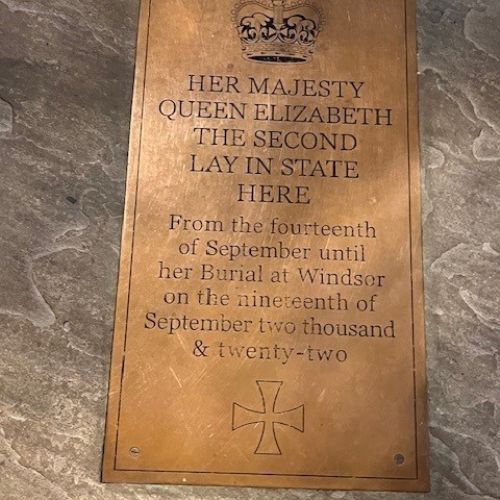 HER MAJESTY
QUEEN ELIZABETH
THE SECOND
LAY IN STATE
HERE
From the fourteenth
of September until
her Burial at Windsor
on the nineteenth of
September two thousand
& twenty-two